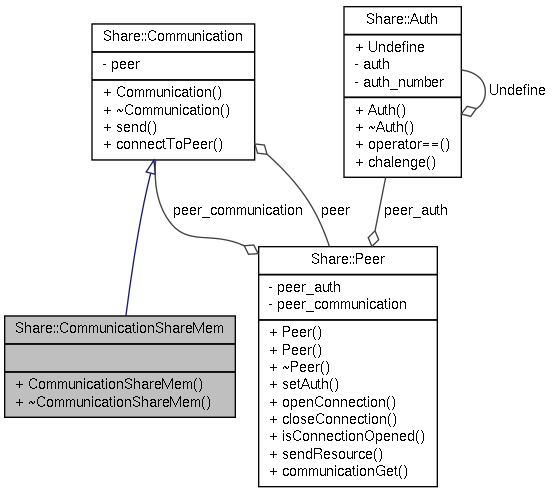 Share::Communication
- peer
+ Communication()
+ ~Communication()
+ send()
+ connectToPeer()
Share::Auth
+ Undefine
- auth
- auth_number
+ Auth()
+ ~Auth()
+ operator==()
+ chalenge()
Undefine
peer_communication
peer
peer_auth
Share::Peer
- peer_auth
- peer_communication
+ Peer()
+ Peer()
+ ~Peer()
+ setAuth()
+ openConnection()
+ closeConnection()
+ isConnectionOpened()
+ sendResource()
+ communicationGet()
Share::CommunicationShareMem
+ CommunicationShareMem()
+ ~CommunicationShareMem()